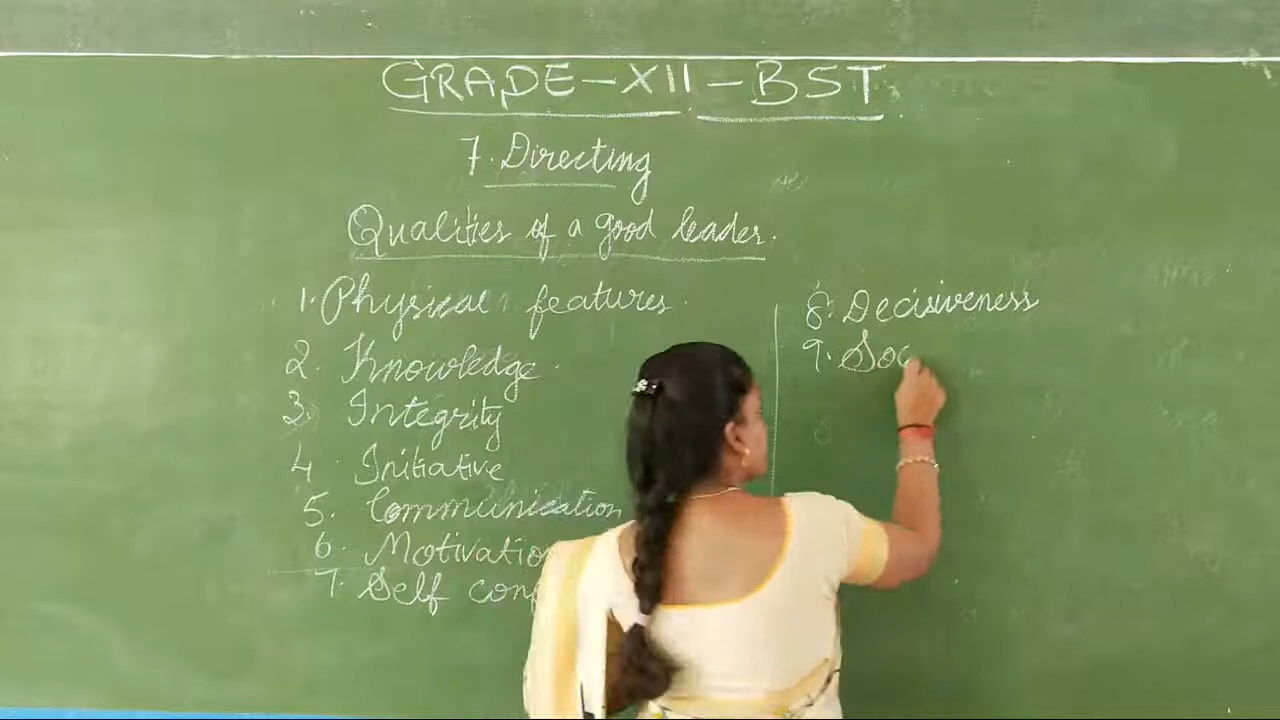 GRADE-XII-BST
7. Directing
Qualities of a good leader.
1. Physical features
2. Knowledge
3. Integrity
4. Initiative
5. Communication
6. Motivatio
7. Self con
8. Decisiveness
9. Soc